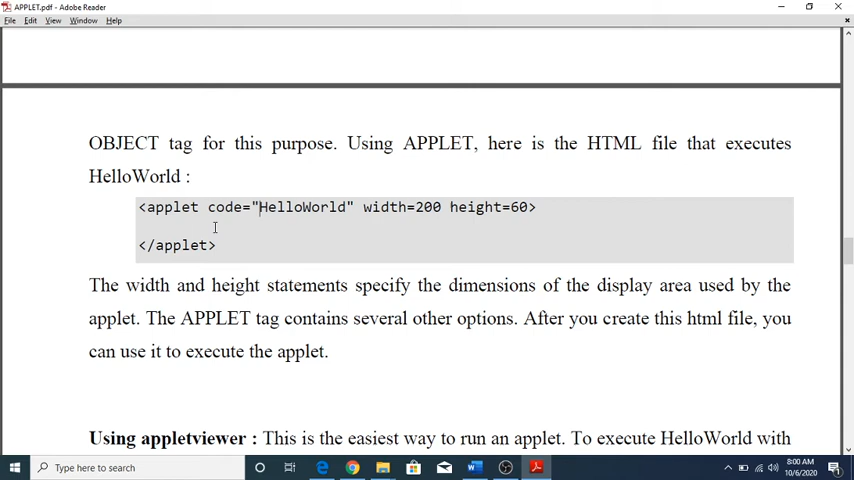 APPLET.pdf - Adobe Reader
File Edit View Window Help
OBJECT tag for this purpose. Using APPLET, here is the HTML file that executes
HelloWorld :
<applet code="HelloWorld" width=200 height=60>
</applet>
The width and height statements specify the dimensions of the display area used by the
applet. The APPLET tag contains several other options. After you create this html file, you
can use it to execute the applet.
Using appletviewer : This is the easiest way to run an applet. To execute HelloWorld with
Type here to search
8:00 AM
10/6/2020